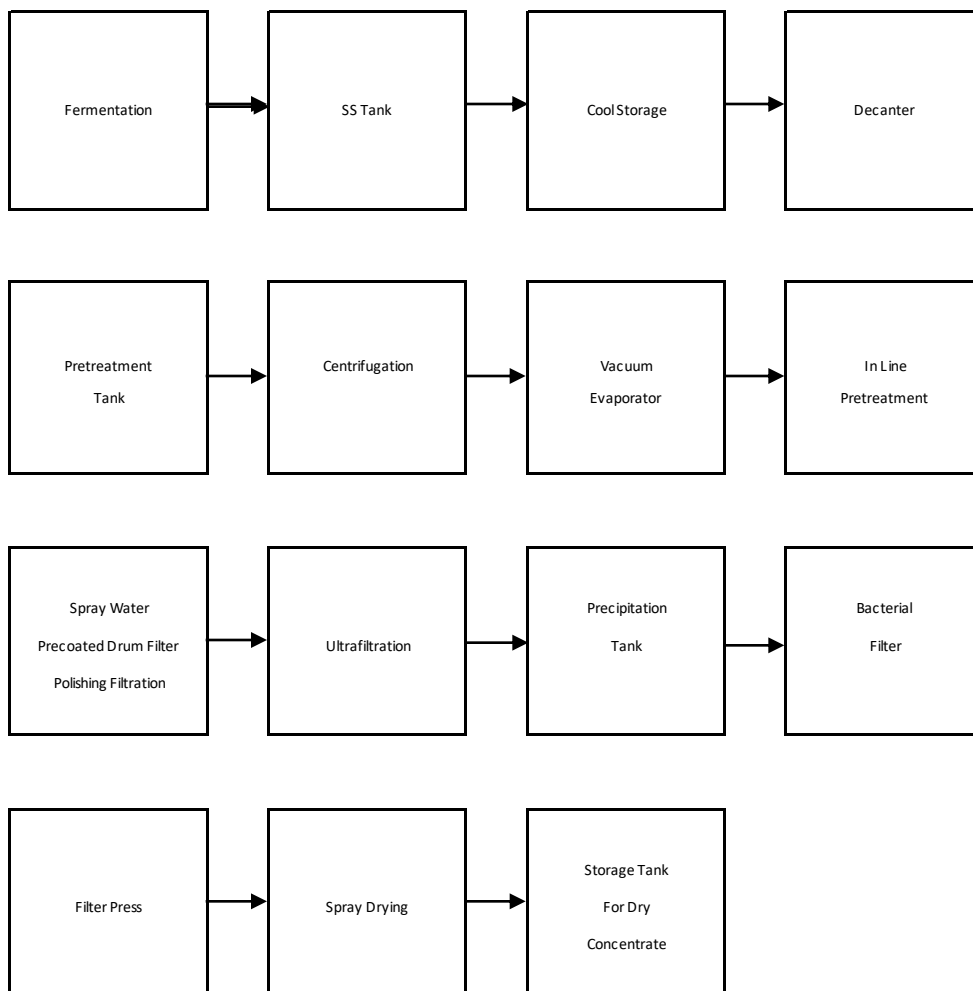 Fermentation
SS Tank
Cool Storage
Decanter
Pretreatment
Tank
Centrifugation
Vacuum
Evaporator
In Line
Pretreatment
Spray Water
Precoated Drum Filter
Polishing Filtration
Ultrafiltration
Precipitation
Tank
Bacterial
Filter
Filter Press
Spray Drying
Storage Tank
For Dry
Concentrate